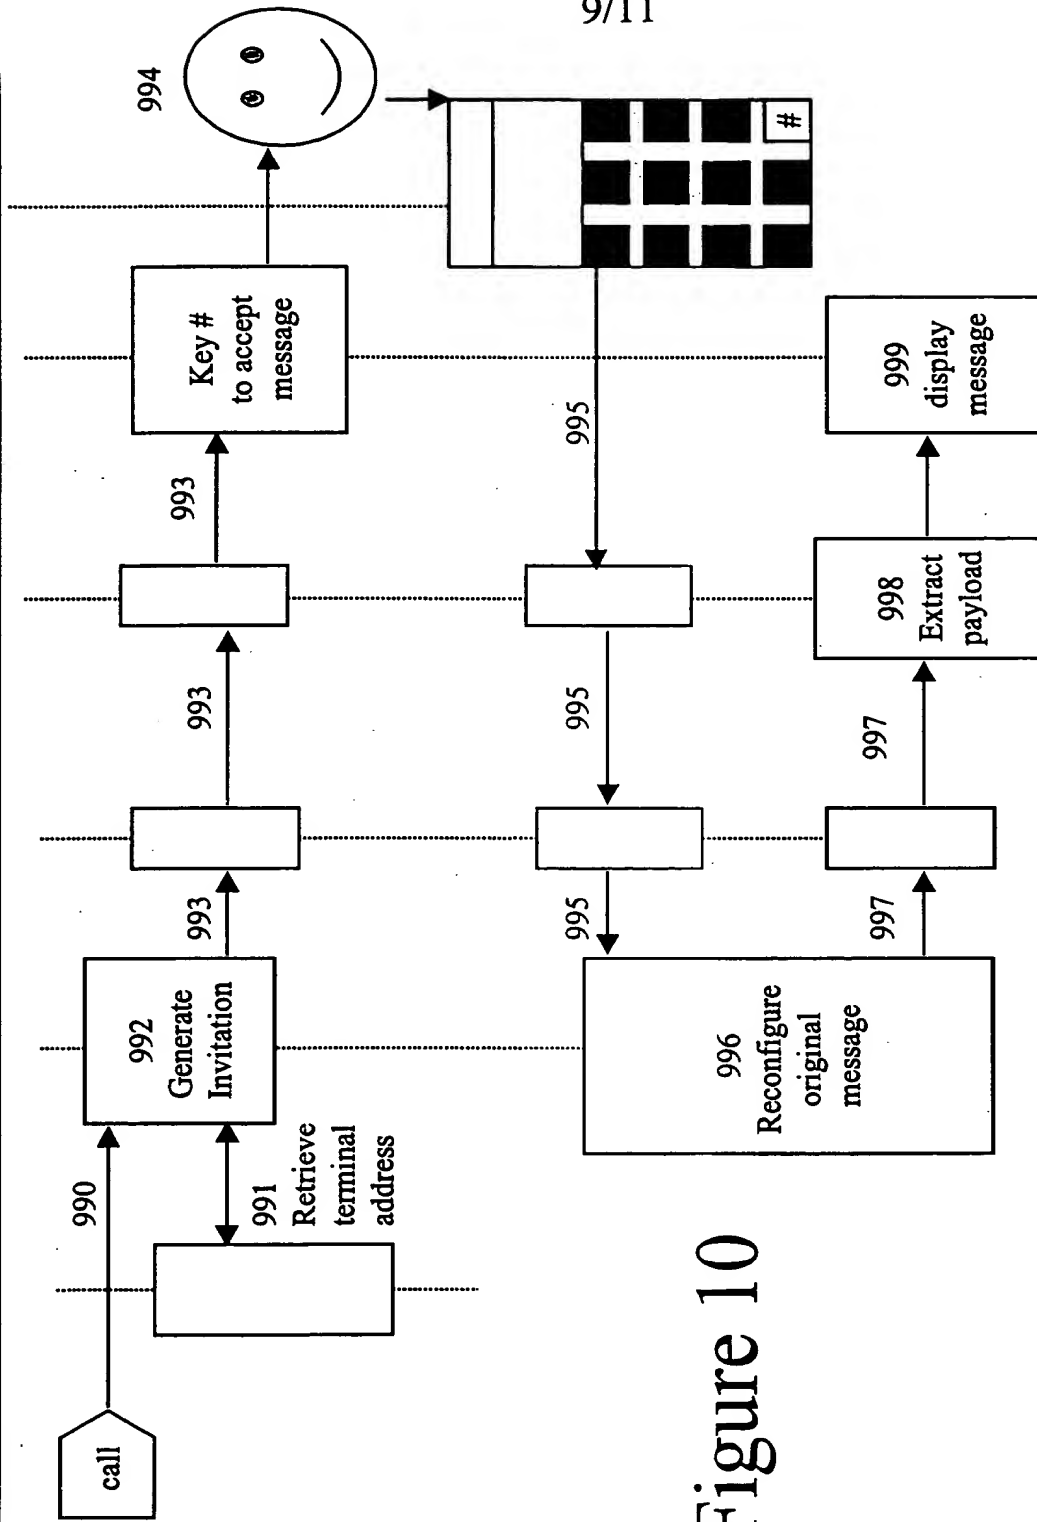 9/11
call
990
991
Retrieve
terminal
address
992
Generate
Invitation
993
993
993
Key #
to accept
message
994
#
995
995
995
996
Reconfigure
original
message
997
997
998
Extract
payload
999
display
message
Figure 10